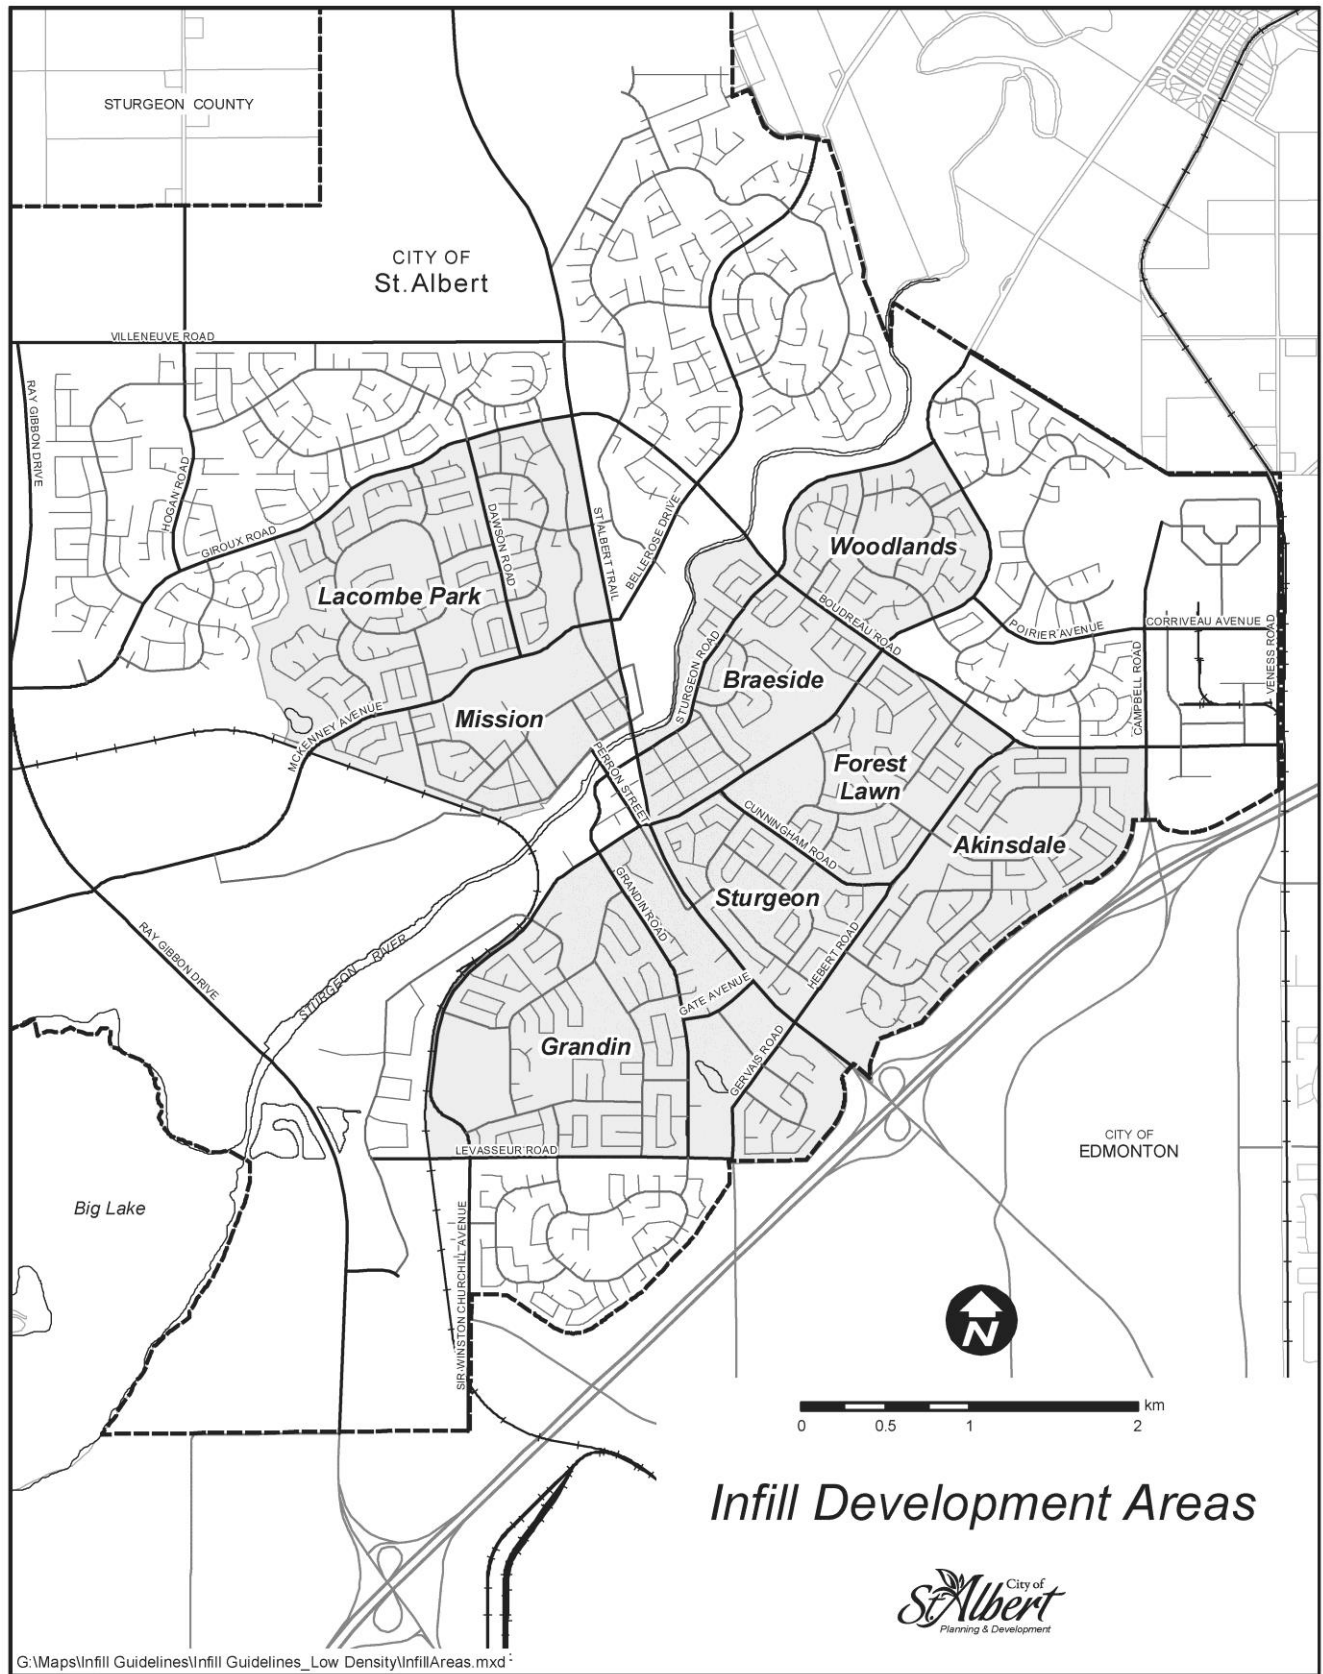 STURGEON COUNTY
CITY OF
St.Albert
VILLENEUVE ROAD
RAY GIBBON DRIVE
HOGAN ROAD
GIROUX ROAD
DAWSON ROAD
ST ALBERT TRAIL
BELLEROSE DRIVE
Woodlands
Lacombe Park
BOUDREAU ROAD
POIRIER AVENUE
CORRIVEAU AVENUE
CAMPBELL ROAD
LEVENESS ROAD
STURGEON ROAD
Braeside
Mission
MCKENNEY AVENUE
PERRON STREET
Forest
Lawn
CUNNINGHAM ROAD
Akinsdale
Sturgeon
GRANDIN ROAD
HEBERT ROAD
RAY GIBBON DRIVE
STURGEON RIVER
GATE AVENUE
Grandin
GERVAIS ROAD
LEVASSEUR ROAD
CITY OF
EDMONTON
Big Lake
SIR WINSTON CHURCHILL AVENUE
N
km
0 0.5 1 2
Infill Development Areas
City of
St.Albert
Planning & Development
G:\Maps\Infill Guidelines\Infill Guidelines_Low Density\InfillAreas.mxd